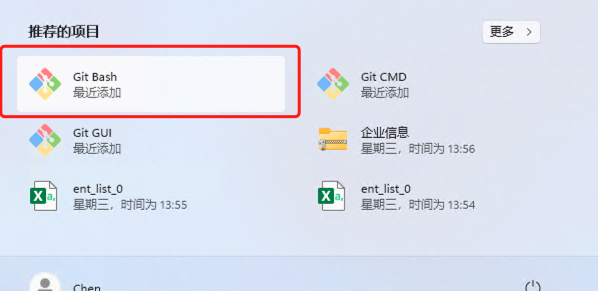 推荐的项目
更多
Git Bash
最近添加
Git CMD
最近添加
Git GUI
最近添加
企业信息
星期三，时间为 13:56
ent_list_0
星期三，时间为 13:55
ent_list_0
星期三，时间为 13:54
Chen